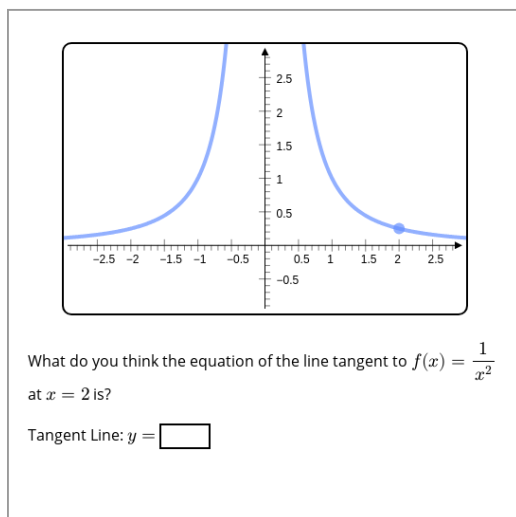 2.5
2
1.5
1
0.5
-2.5 -2 -1.5 -1 -0.5 0.5 1 1.5 2 2.5
-0.5
What do you think the equation of the line tangent to f(x) = 1/x²
at x = 2 is?
Tangent Line: y =